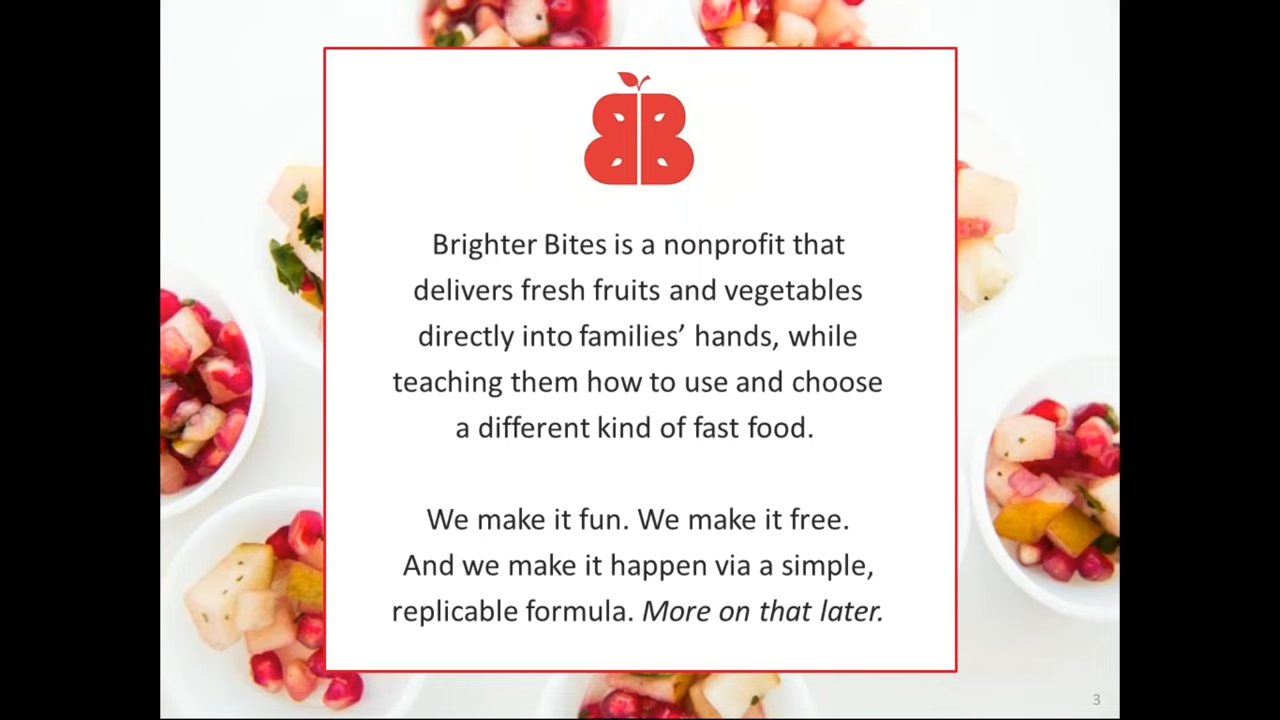 Brighter Bites is a nonprofit that
delivers fresh fruits and vegetables
directly into families’ hands, while
teaching them how to use and choose
a different kind of fast food.
We make it fun. We make it free.
And we make it happen via a simple,
replicable formula. More on that later.
3